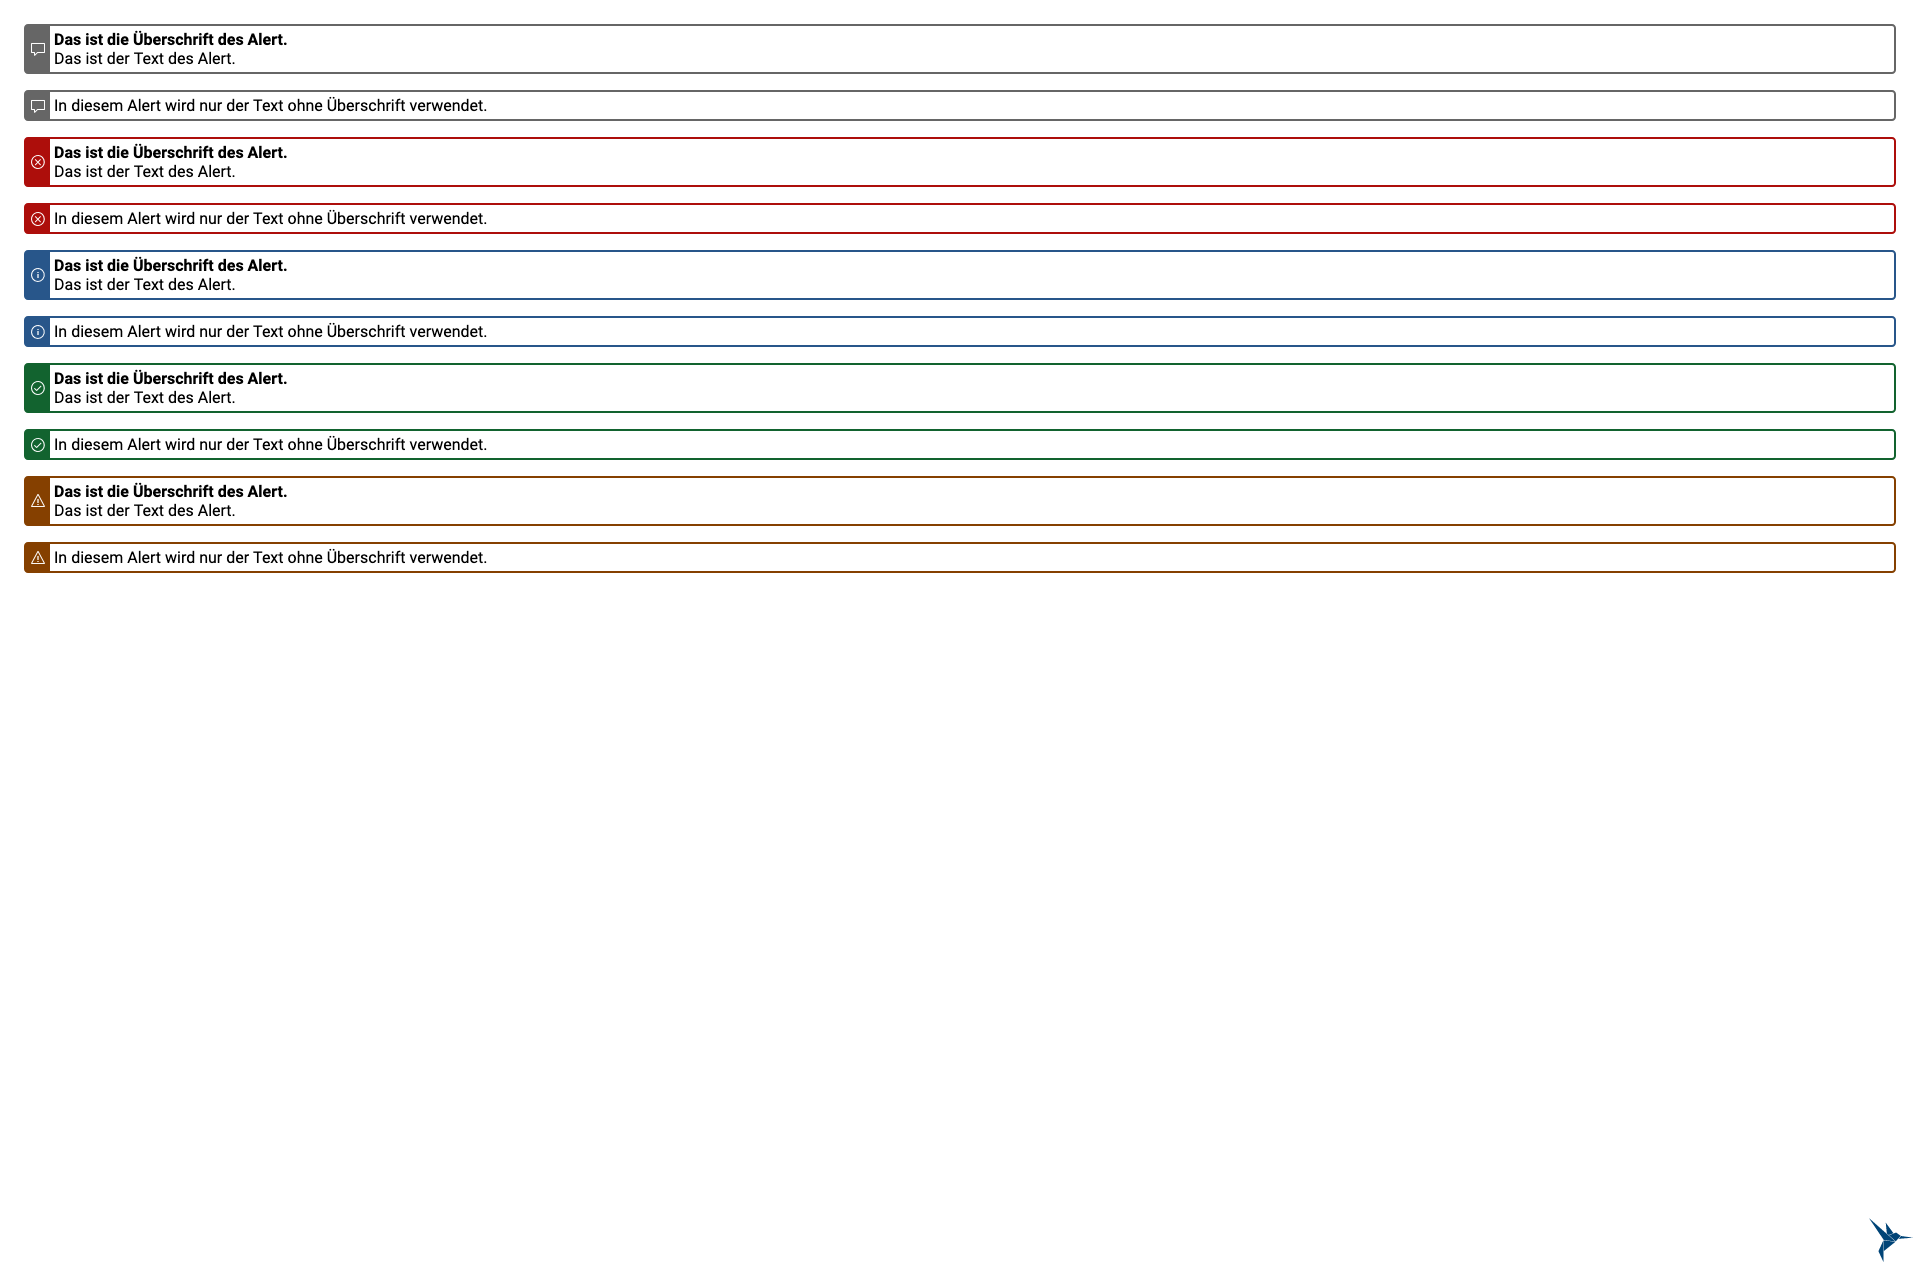 Das ist die Überschrift des Alert.
Das ist der Text des Alert.
In diesem Alert wird nur der Text ohne Überschrift verwendet.
Das ist die Überschrift des Alert.
Das ist der Text des Alert.
In diesem Alert wird nur der Text ohne Überschrift verwendet.
Das ist die Überschrift des Alert.
Das ist der Text des Alert.
In diesem Alert wird nur der Text ohne Überschrift verwendet.
Das ist die Überschrift des Alert.
Das ist der Text des Alert.
In diesem Alert wird nur der Text ohne Überschrift verwendet.
Das ist die Überschrift des Alert.
Das ist der Text des Alert.
In diesem Alert wird nur der Text ohne Überschrift verwendet.